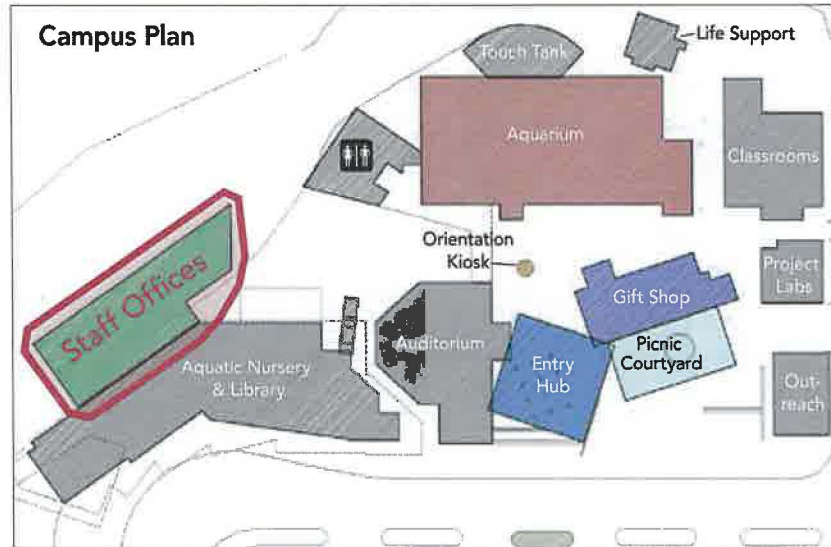 Campus Plan
Touch Tank
Life Support
Aquarium
Classrooms
Orientation
Kiosk
Project
Labs
Gift Shop
Staff Offices
Auditorium
Picnic
Courtyard
Entry
Hub
Aquatic Nursery
& Library
Out-
reach